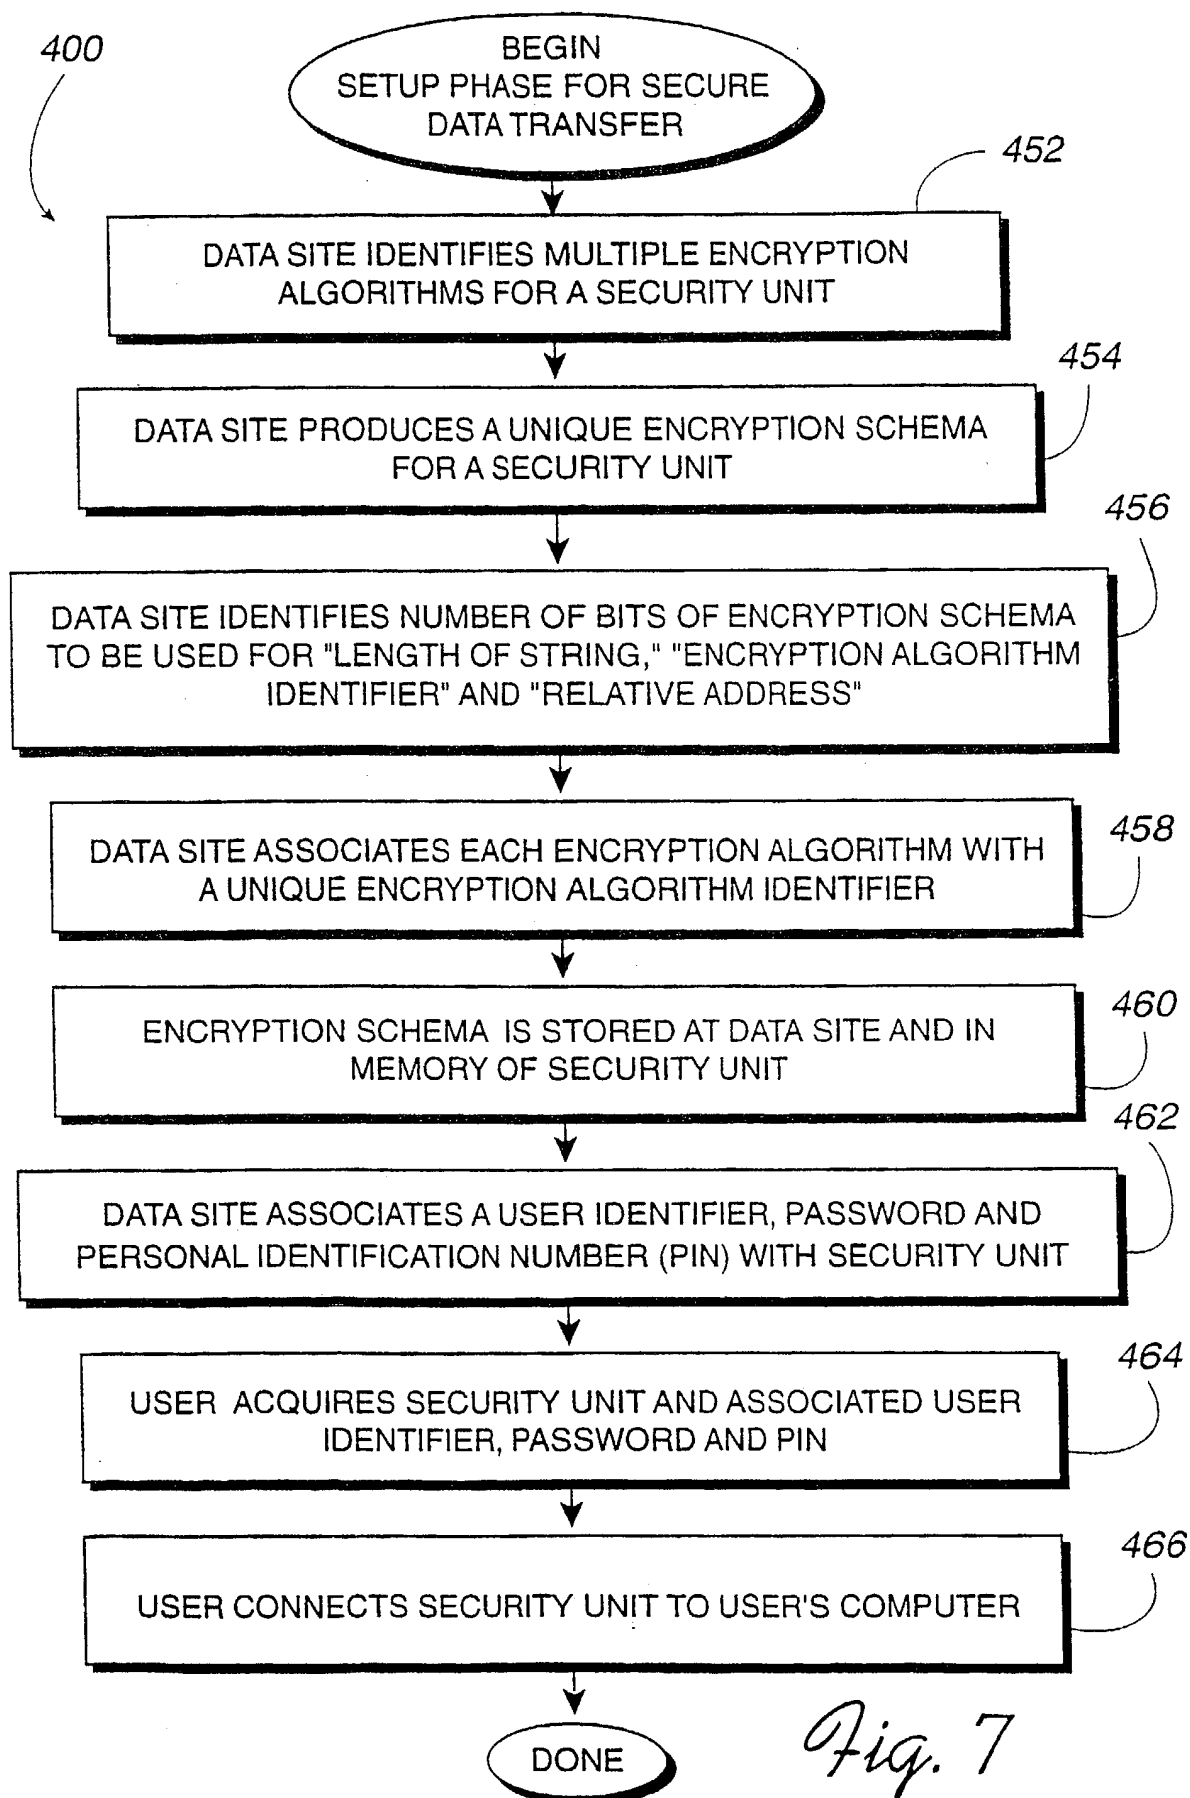 400
BEGIN
SETUP PHASE FOR SECURE
DATA TRANSFER
452
DATA SITE IDENTIFIES MULTIPLE ENCRYPTION
ALGORITHMS FOR A SECURITY UNIT
454
DATA SITE PRODUCES A UNIQUE ENCRYPTION SCHEMA
FOR A SECURITY UNIT
456
DATA SITE IDENTIFIES NUMBER OF BITS OF ENCRYPTION SCHEMA
TO BE USED FOR "LENGTH OF STRING," "ENCRYPTION ALGORITHM
IDENTIFIER" AND "RELATIVE ADDRESS"
458
DATA SITE ASSOCIATES EACH ENCRYPTION ALGORITHM WITH
A UNIQUE ENCRYPTION ALGORITHM IDENTIFIER
460
ENCRYPTION SCHEMA IS STORED AT DATA SITE AND IN
MEMORY OF SECURITY UNIT
462
DATA SITE ASSOCIATES A USER IDENTIFIER, PASSWORD AND
PERSONAL IDENTIFICATION NUMBER (PIN) WITH SECURITY UNIT
464
USER ACQUIRES SECURITY UNIT AND ASSOCIATED USER
IDENTIFIER, PASSWORD AND PIN
466
USER CONNECTS SECURITY UNIT TO USER'S COMPUTER
DONE
Fig. 7